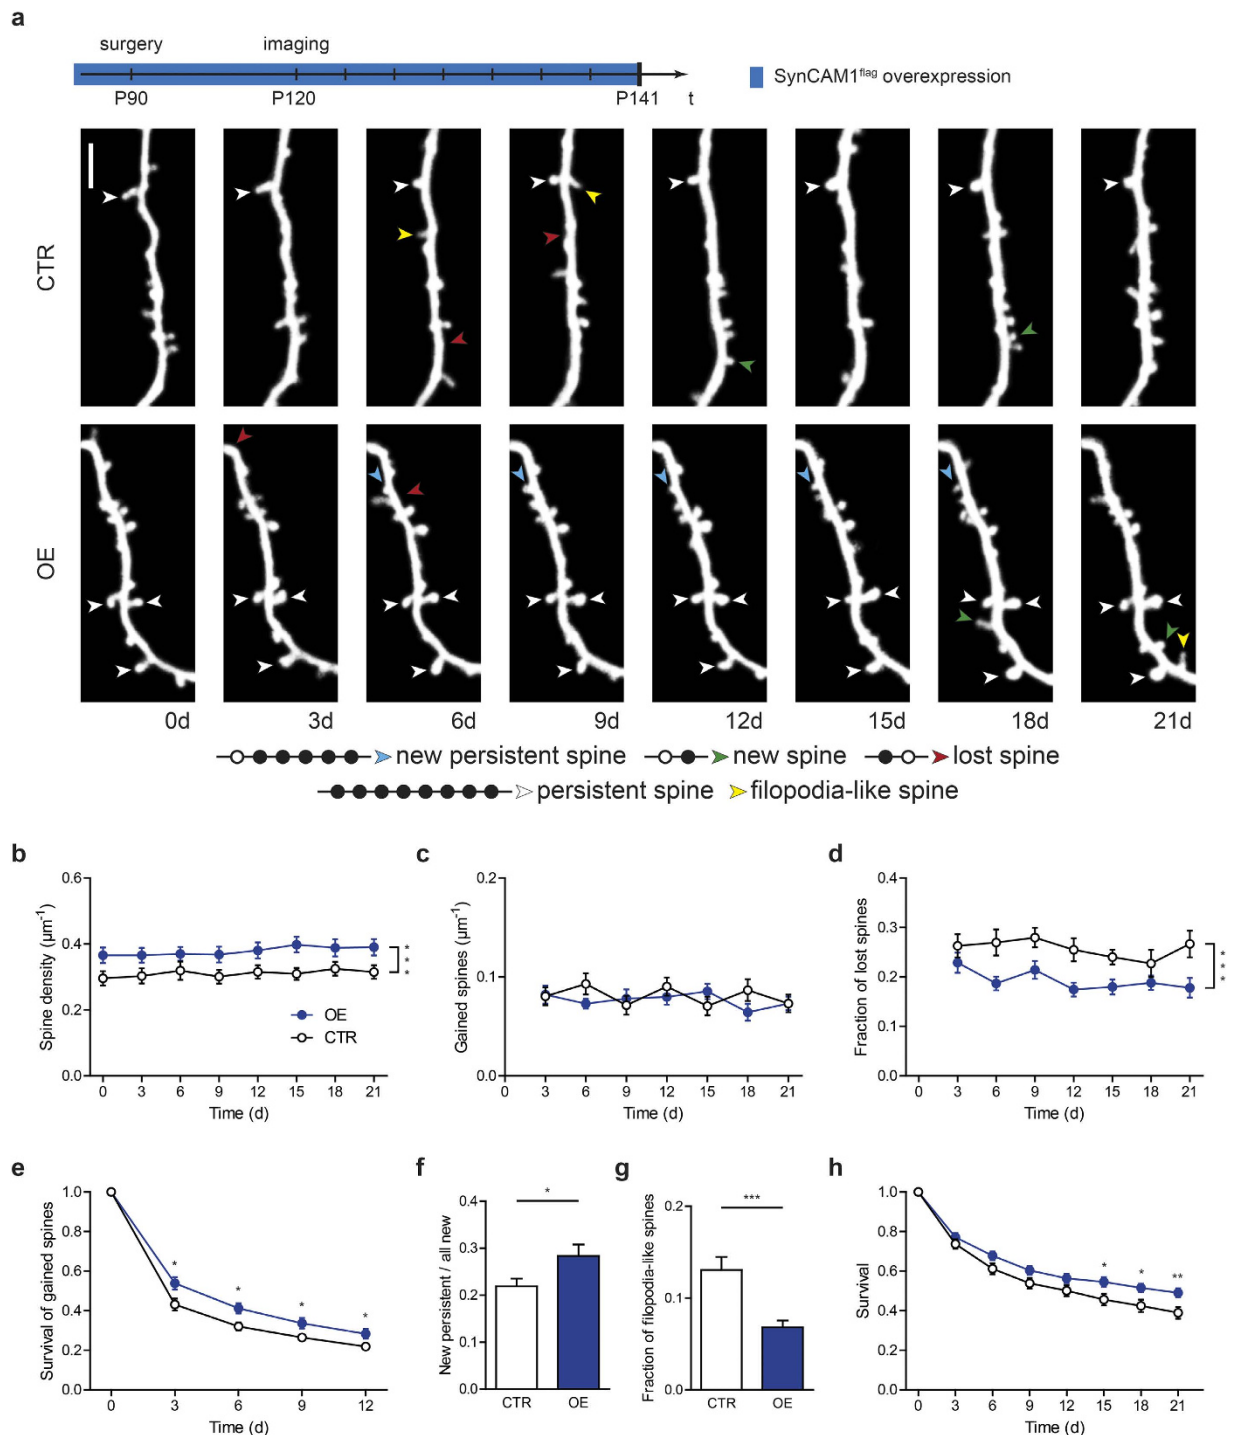 a
surgery imaging
P90 P120 P141 t
SynCAM1flag overexpression
CTR
OE
0d 3d 6d 9d 12d 15d 18d 21d
new persistent spine new spine lost spine
persistent spine filopodia-like spine
b
Spine density (µm-1)
0.6
0.4
0.2
0.0
***
OE
CTR
0 3 6 9 12 15 18 21
Time (d)
c
Gained spines (µm-1)
0.2
0.1
0.0
0 3 6 9 12 15 18 21
Time (d)
d
Fraction of lost spines
0.4
0.3
0.2
0.1
0.0
***
0 3 6 9 12 15 18 21
Time (d)
e
Survival of gained spines
1.0
0.8
0.6
0.4
0.2
0.0
* * * *
0 3 6 9 12
Time (d)
f
New persistent / all new
0.4
0.3
0.2
0.1
0.0
*
CTR OE
g
Fraction of filopodia-like spines
0.2
0.1
0.0
***
CTR OE
h
Survival
1.0
0.8
0.6
0.4
0.2
0.0
* * **
0 3 6 9 12 15 18 21
Time (d)